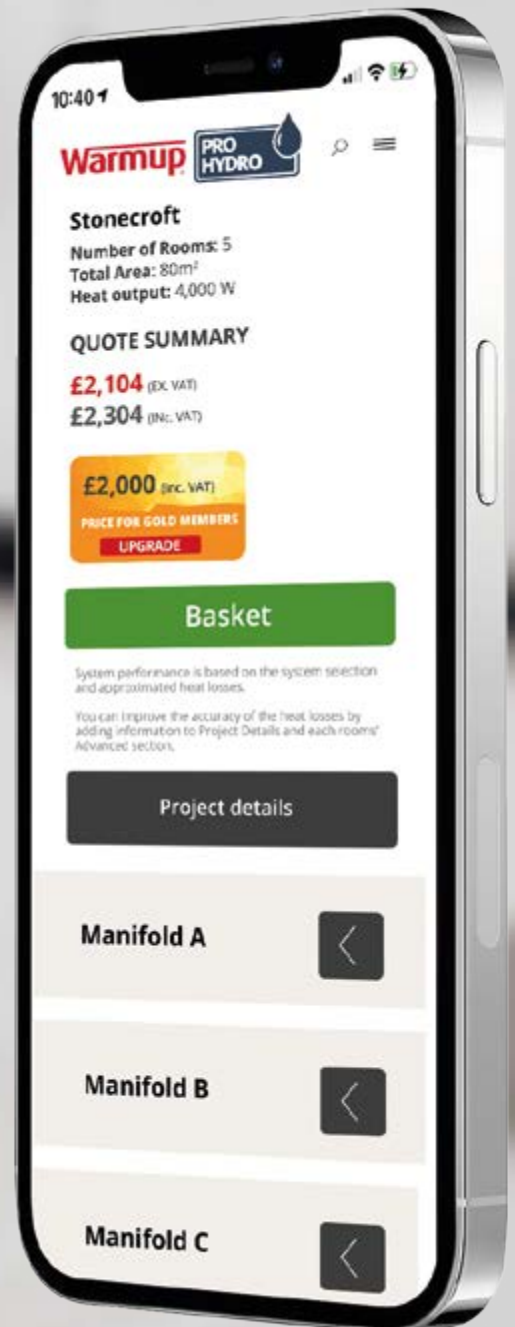 10:40
Warmup PRO
HYDRO
Stonecroft
Number of Rooms: 5
Total Area: 80m²
Heat output: 4,000 W
QUOTE SUMMARY
£2,104 (EX. VAT)
£2,304 (INc. VAT)
£2,000 (Inc. VAT)
PRICE FOR GOLD MEMBERS
UPGRADE
Basket
System performance is based on the system selection
and approximated heat losses.
You can improve the accuracy of the heat losses by
adding information to Project Details and each rooms'
Advanced section.
Project details
Manifold A
Manifold B
Manifold C